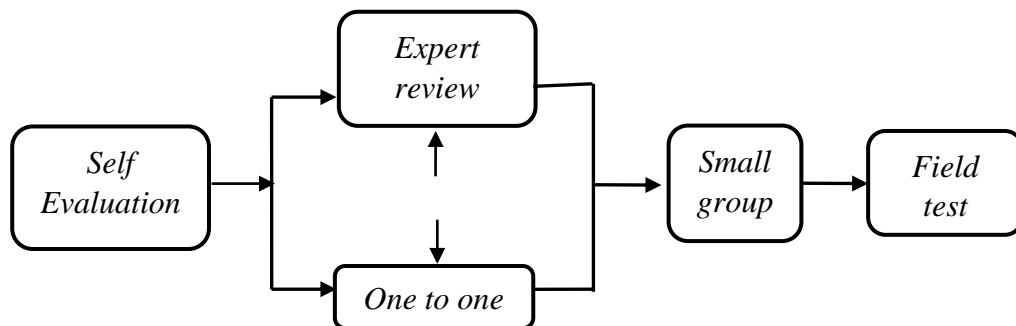 Self
Evaluation
Expert
review
One to one
Small
group
Field
test